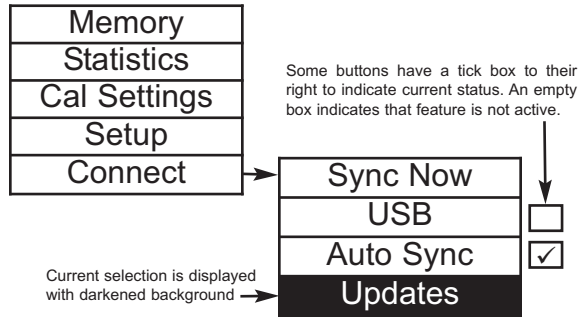 Memory
Statistics
Cal Settings
Setup
Connect
Some buttons have a tick box to their
right to indicate current status. An empty
box indicates that feature is not active.
Sync Now
USB
Auto Sync
Updates
Current selection is displayed
with darkened background